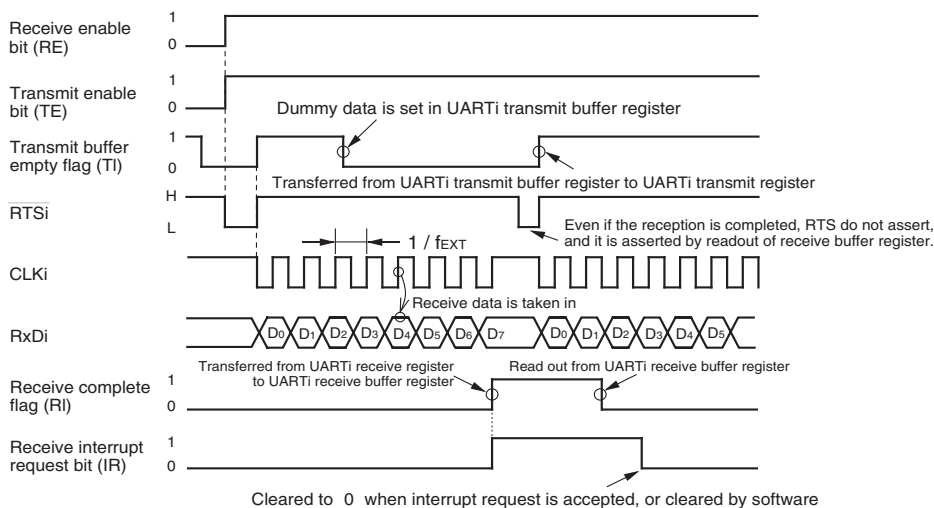 Receive enable
bit (RE)
1
0
Transmit enable
bit (TE)
1
0
Dummy data is set in UARTi transmit buffer register
Transmit buffer
empty flag (TI)
1
0
Transferred from UARTi transmit buffer register to UARTi transmit register
RTSi
H
L
Even if the reception is completed, RTS do not assert,
and it is asserted by readout of receive buffer register.
1 / fEXT
CLKi
Receive data is taken in
RxDi
D0 D1 D2 D3 D4 D5 D6 D7 D0 D1 D2 D3 D4 D5
Transferred from UARTi receive register
to UARTi receive buffer register
Read out from UARTi receive buffer register
Receive complete
flag (RI)
1
0
Receive interrupt
request bit (IR)
1
0
Cleared to 0 when interrupt request is accepted, or cleared by software